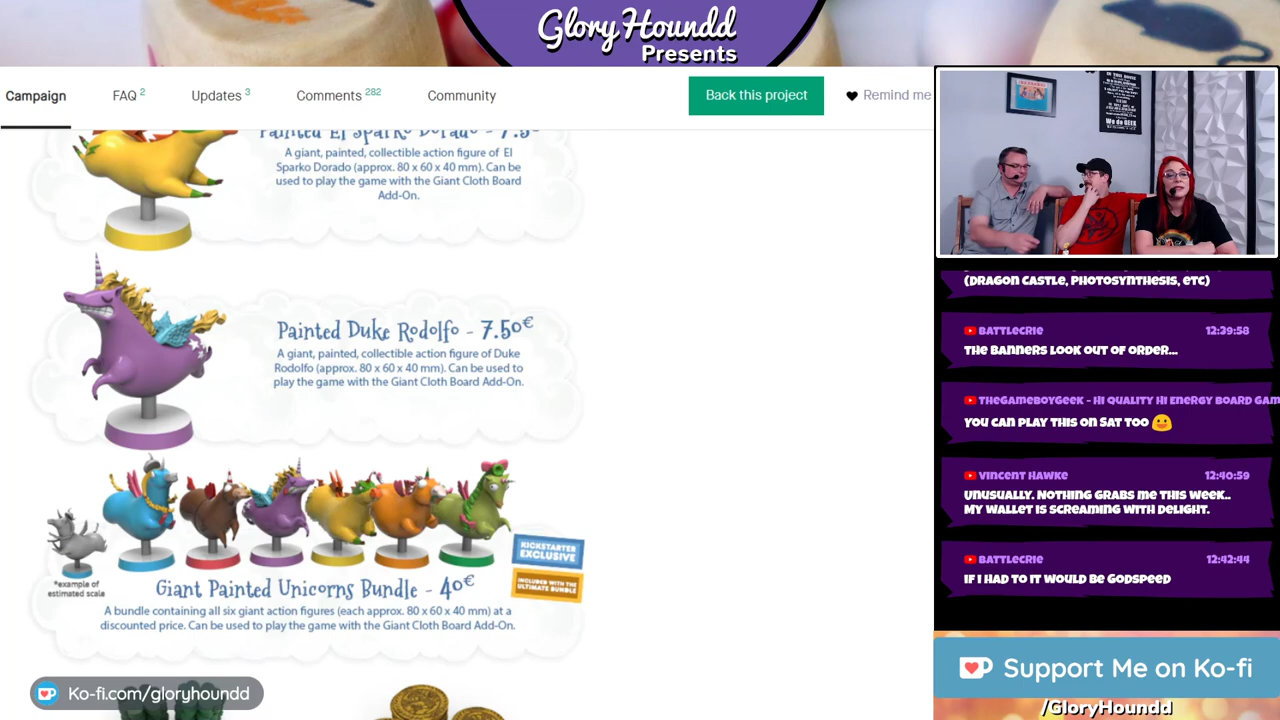 GloryHoundd
Presents
Campaign
FAQ 2
Updates 3
Comments 282
Community
Back this project
Remind me
Painted El Sparko Dorado - 7.5
A giant, painted, collectible action figure of El
Sparko Dorado (approx. 80 x 60 x 40 mm). Can be
used to play the game with the Giant Cloth Board
Add-On.
Painted Duke Rodolfo - 7.50€
A giant, painted, collectible action figure of Duke
Rodolfo (approx. 80 x 60 x 40 mm). Can be used to
play the game with the Giant Cloth Board Add-On.
*example of
estimated scale
KICKSTARTER
EXCLUSIVE
INCLUDED WITH THE
ULTIMATE BUNDLE
Giant Painted Unicorns Bundle - 40€
A bundle containing all six giant action figures (each approx. 80 x 60 x 40 mm) at a
discounted price. Can be used to play the game with the Giant Cloth Board Add-On.
Ko-fi.com/gloryhoundd
(DRAGON CASTLE, PHOTOSYNTHESIS, ETC)
BATTLECRIE 12:39:58
THE BANNERS LOOK OUT OF ORDER...
THEGAMEBOYGEEK - HI QUALITY HI ENERGY BOARD GAM
YOU CAN PLAY THIS ON SAT TOO
VINCENT HAWKE 12:40:59
UNUSUALLY. NOTHING GRABS ME THIS WEEK..
MY WALLET IS SCREAMING WITH DELIGHT.
BATTLECRIE 12:42:44
IF I HAD TO IT WOULD BE GODSPEED
Support Me on Ko-fi
/GloryHoundd